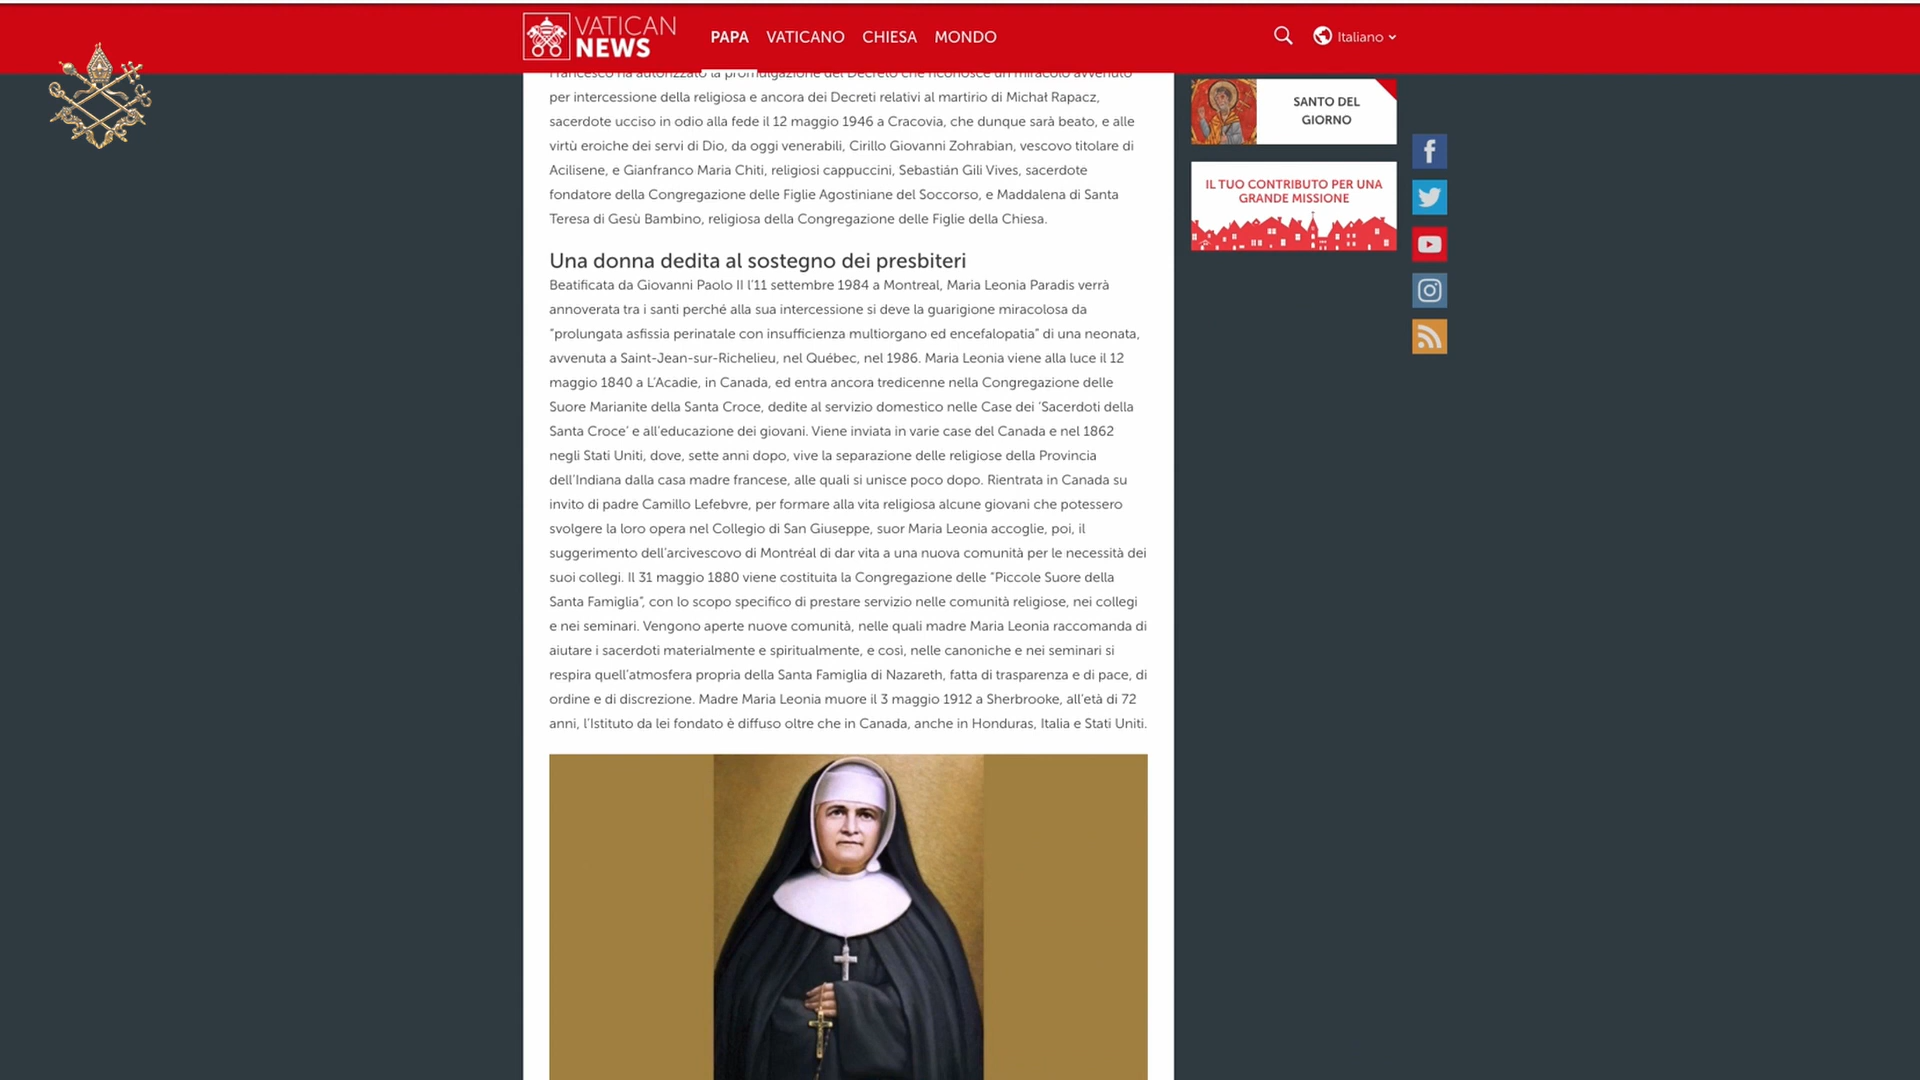 VATICAN
NEWS
PAPA VATICANO CHIESA MONDO
Italiano
Francesco ha autorizzato la promulgazione del Decreto che riconosce un miracolo avvenuto
per intercessione della religiosa e ancora dei Decreti relativi al martirio di Michał Rapacz,
sacerdote ucciso in odio alla fede il 12 maggio 1946 a Cracovia, che dunque sarà beato, e alle
virtù eroiche dei servi di Dio, da oggi venerabili, Cirillo Giovanni Zohrabian, vescovo titolare di
Acilisene, e Gianfranco Maria Chiti, religiosi cappuccini, Sebastián Gili Vives, sacerdote
fondatore della Congregazione delle Figlie Agostiniane del Soccorso, e Maddalena di Santa
Teresa di Gesù Bambino, religiosa della Congregazione delle Figlie della Chiesa.
Una donna dedita al sostegno dei presbiteri
Beatificata da Giovanni Paolo II l'11 settembre 1984 a Montreal, Maria Leonia Paradis verrà
annoverata tra i santi perché alla sua intercessione si deve la guarigione miracolosa da
“prolungata asfissia perinatale con insufficienza multiorgano ed encefalopatia” di una neonata,
avvenuta a Saint-Jean-sur-Richelieu, nel Québec, nel 1986. Maria Leonia viene alla luce il 12
maggio 1840 a L'Acadie, in Canada, ed entra ancora tredicenne nella Congregazione delle
Suore Marianite della Santa Croce, dedite al servizio domestico nelle Case dei ‘Sacerdoti della
Santa Croce’ e all'educazione dei giovani. Viene inviata in varie case del Canada e nel 1862
negli Stati Uniti, dove, sette anni dopo, vive la separazione delle religiose della Provincia
dell'Indiana dalla casa madre francese, alle quali si unisce poco dopo. Rientrata in Canada su
invito di padre Camillo Lefebvre, per formare alla vita religiosa alcune giovani che potessero
svolgere la loro opera nel Collegio di San Giuseppe, suor Maria Leonia accoglie, poi, il
suggerimento dell'arcivescovo di Montréal di dar vita a una nuova comunità per le necessità dei
suoi collegi. Il 31 maggio 1880 viene costituita la Congregazione delle “Piccole Suore della
Santa Famiglia”, con lo scopo specifico di prestare servizio nelle comunità religiose, nei collegi
e nei seminari. Vengono aperte nuove comunità, nelle quali madre Maria Leonia raccomanda di
aiutare i sacerdoti materialmente e spiritualmente, e così, nelle canoniche e nei seminari si
respira quell'atmosfera propria della Santa Famiglia di Nazareth, fatta di trasparenza e di pace, di
ordine e di discrezione. Madre Maria Leonia muore il 3 maggio 1912 a Sherbrooke, all'età di 72
anni, l'Istituto da lei fondato è diffuso oltre che in Canada, anche in Honduras, Italia e Stati Uniti.
SANTO DEL
GIORNO
IL TUO CONTRIBUTO PER UNA
GRANDE MISSIONE